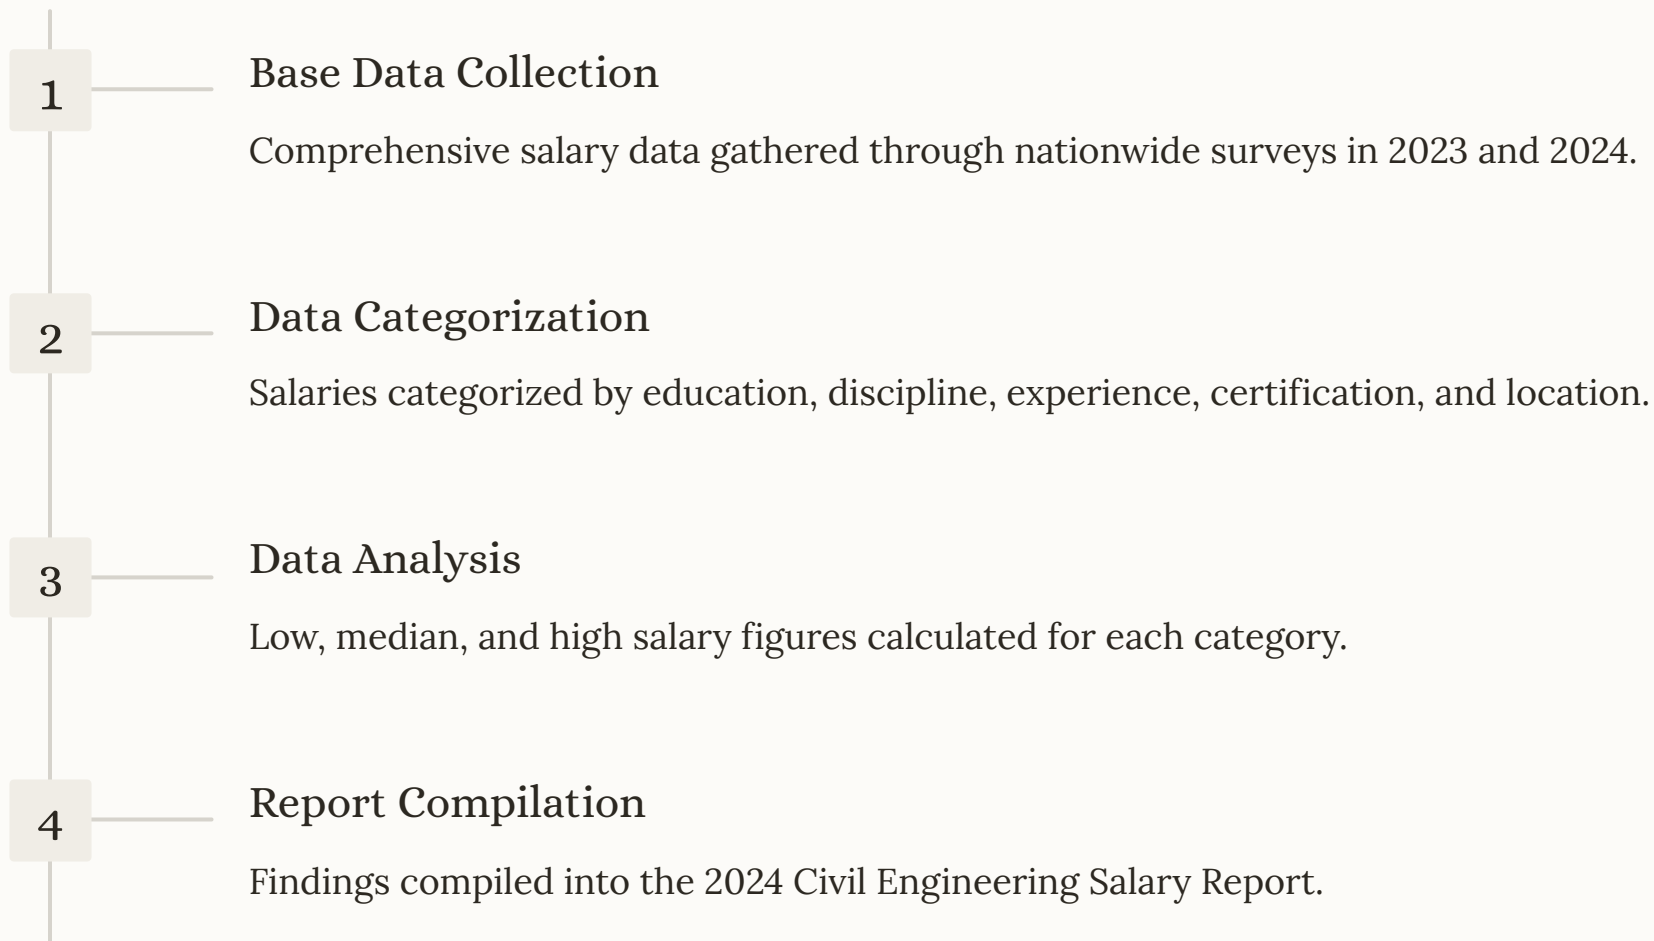 1
Base Data Collection
Comprehensive salary data gathered through nationwide surveys in 2023 and 2024.
2
Data Categorization
Salaries categorized by education, discipline, experience, certification, and location.
3
Data Analysis
Low, median, and high salary figures calculated for each category.
4
Report Compilation
Findings compiled into the 2024 Civil Engineering Salary Report.